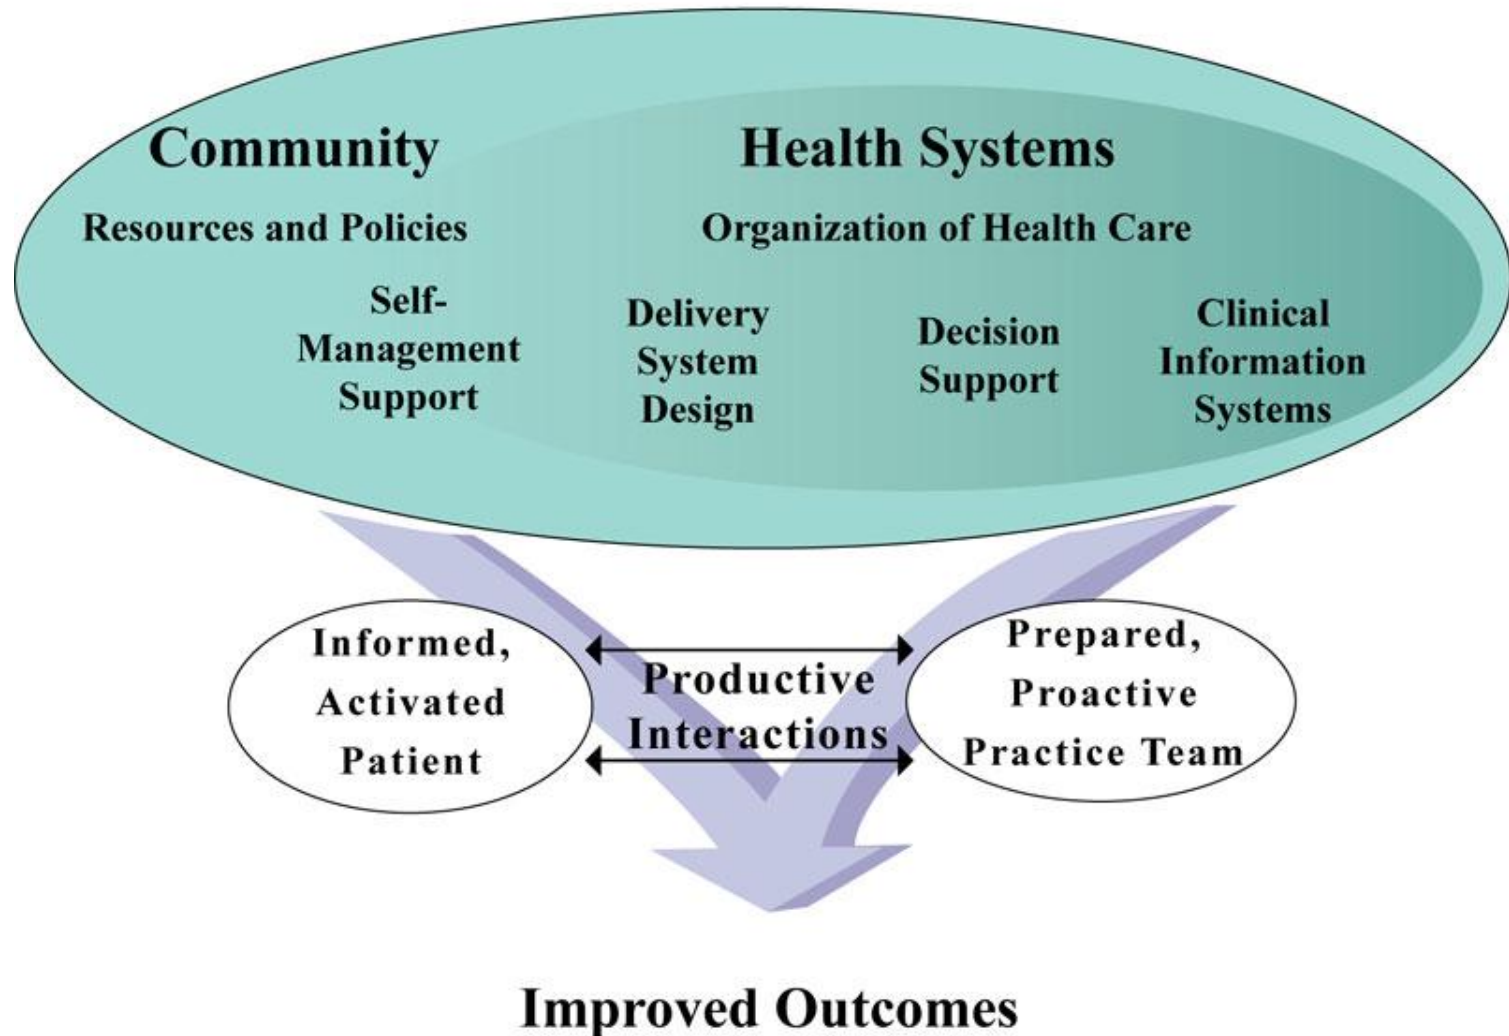 Community
Health Systems
Resources and Policies
Organization of Health Care
Self-
Management
Support
Delivery
System
Design
Decision
Support
Clinical
Information
Systems
Informed,
Activated
Patient
Productive
Interactions
Prepared,
Proactive
Practice Team
Improved Outcomes